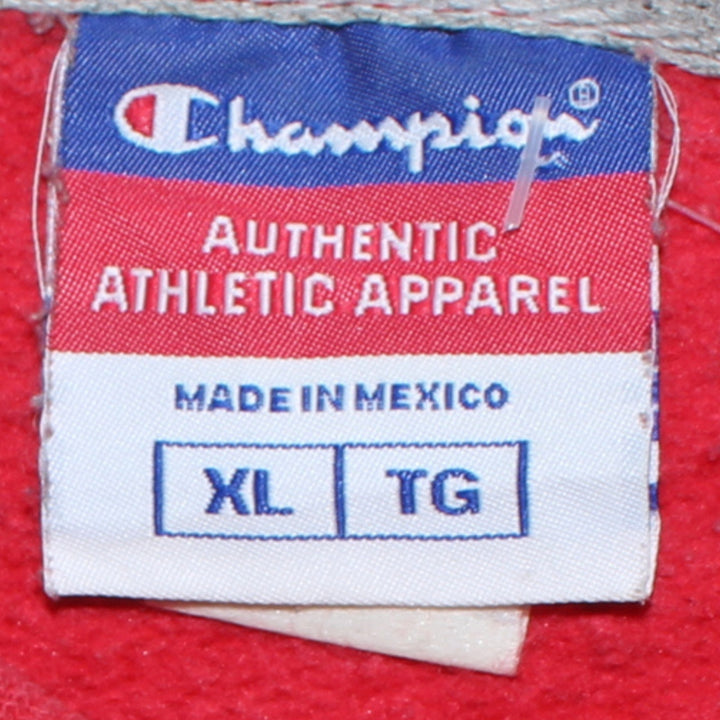 Champion®
AUTHENTIC
ATHLETIC APPAREL
MADE IN MEXICO
XL TG